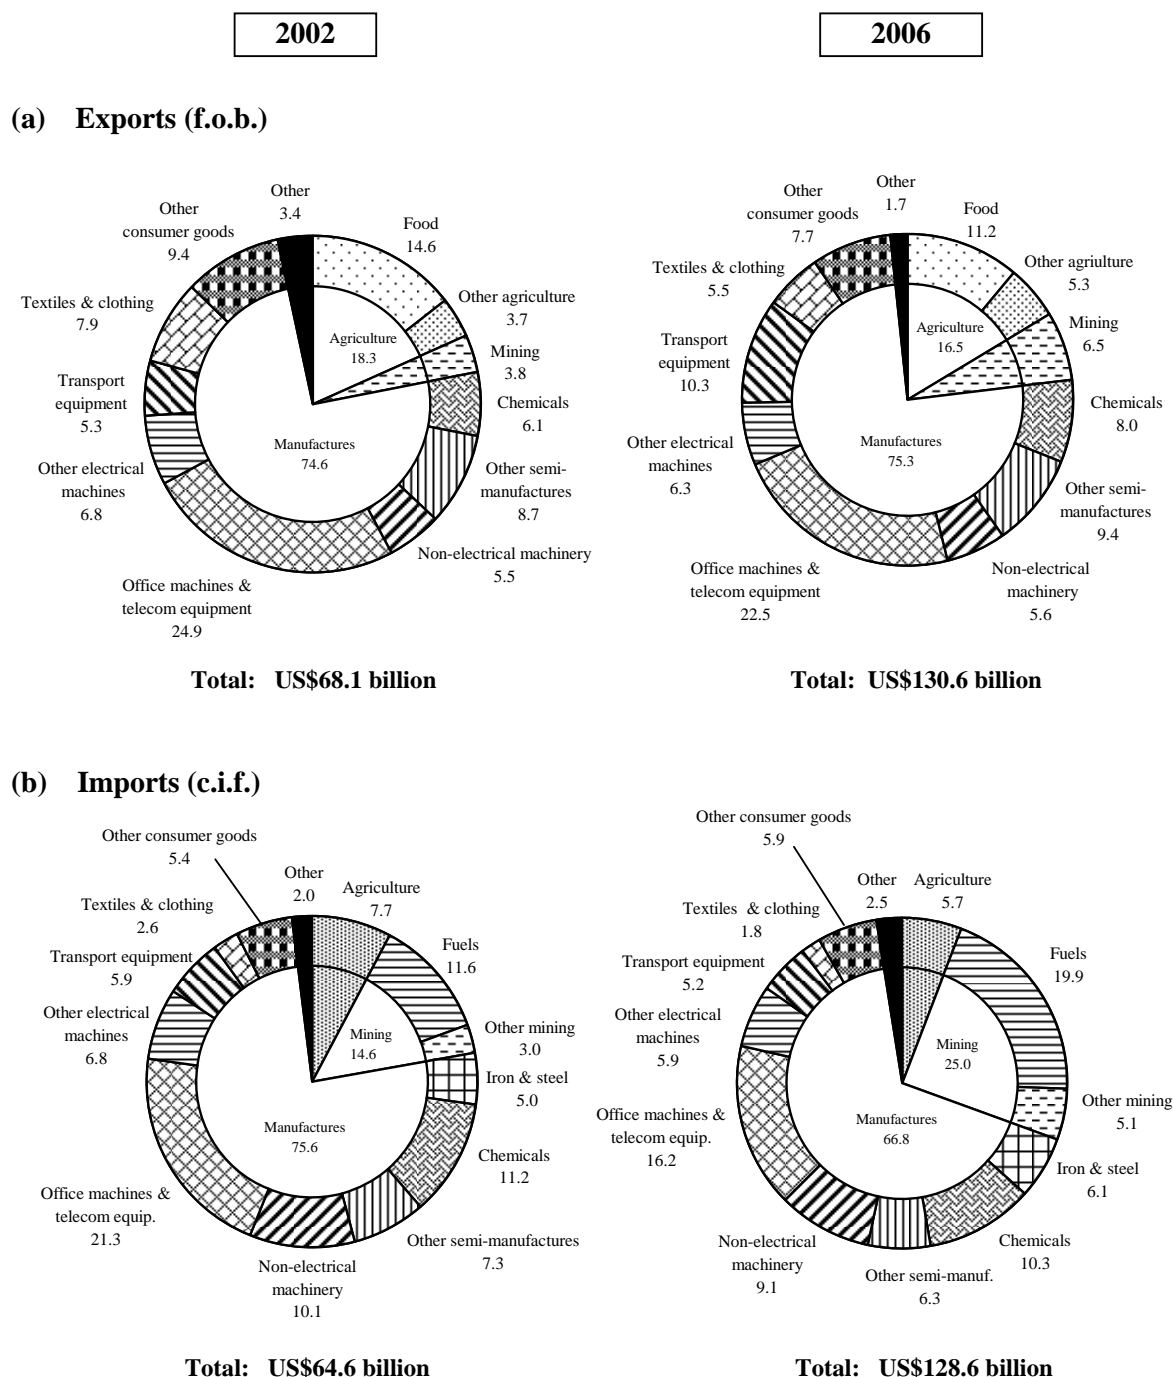 2002
2006
(a) Exports (f.o.b.)
Other
3.4
Other
consumer goods
9.4
Food
14.6
Textiles & clothing
7.9
Other agriculture
3.7
Agriculture
18.3
Mining
3.8
Transport
equipment
5.3
Chemicals
6.1
Manufactures
74.6
Other electrical
machines
6.8
Other semi-
manufactures
8.7
Non-electrical machinery
5.5
Office machines &
telecom equipment
24.9
Total: US$68.1 billion
Other
1.7
Other
consumer goods
7.7
Food
11.2
Textiles & clothing
5.5
Other agriulture
5.3
Agriculture
16.5
Mining
6.5
Transport
equipment
10.3
Chemicals
8.0
Manufactures
75.3
Other electrical
machines
6.3
Other semi-
manufactures
9.4
Office machines &
telecom equipment
22.5
Non-electrical
machinery
5.6
Total: US$130.6 billion
(b) Imports (c.i.f.)
Other consumer goods
5.4
Other
2.0
Agriculture
7.7
Textiles & clothing
2.6
Fuels
11.6
Transport equipment
5.9
Other electrical
machines
6.8
Mining
14.6
Other mining
3.0
Iron & steel
5.0
Manufactures
75.6
Chemicals
11.2
Office machines &
telecom equip.
21.3
Other semi-manufactures
7.3
Non-electrical
machinery
10.1
Total: US$64.6 billion
Other consumer goods
5.9
Other
2.5
Agriculture
5.7
Textiles & clothing
1.8
Fuels
19.9
Transport equipment
5.2
Other electrical
machines
5.9
Mining
25.0
Other mining
5.1
Manufactures
66.8
Office machines &
telecom equip.
16.2
Iron & steel
6.1
Chemicals
10.3
Non-electrical
machinery
9.1
Other semi-manuf.
6.3
Total: US$128.6 billion